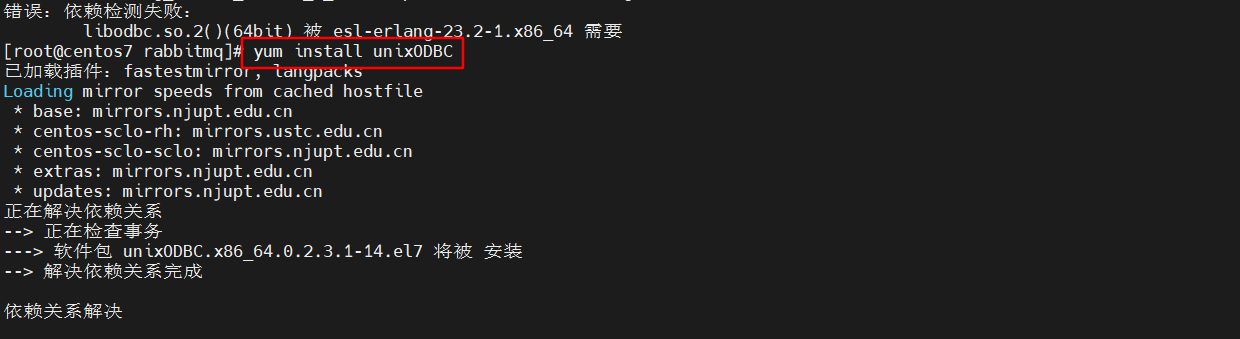 错误：依赖检测失败：
libodbc.so.2()(64bit) 被 esl-erlang-23.2-1.x86_64 需要
[root@centos7 rabbitmq]# yum install unixODBC
已加载插件：fastestmirror, langpacks
Loading mirror speeds from cached hostfile
* base: mirrors.njupt.edu.cn
* centos-sclo-rh: mirrors.ustc.edu.cn
* centos-sclo-sclo: mirrors.njupt.edu.cn
* extras: mirrors.njupt.edu.cn
* updates: mirrors.njupt.edu.cn
正在解决依赖关系
--> 正在检查事务
---> 软件包 unixODBC.x86_64.0.2.3.1-14.el7 将被 安装
--> 解决依赖关系完成
依赖关系解决